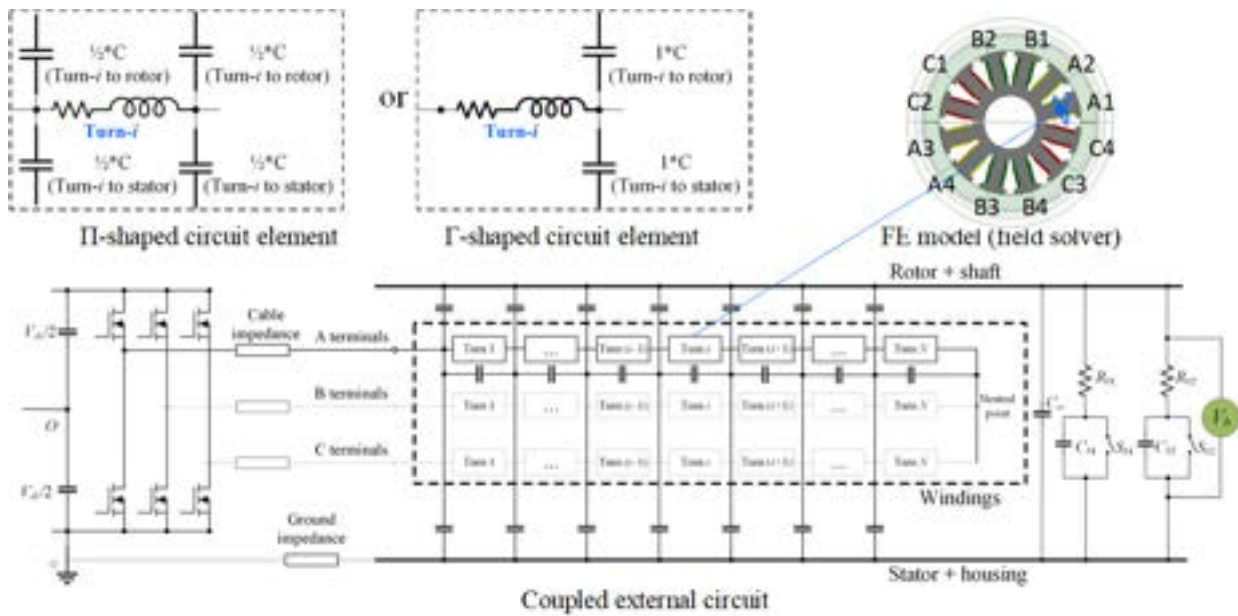 ½*C
(Turn-i to rotor)
½*C
(Turn-i to rotor)
Turn-i
½*C
(Turn-i to stator)
½*C
(Turn-i to stator)
Π-shaped circuit element
or
1*C
(Turn-i to rotor)
Turn-i
1*C
(Turn-i to stator)
Γ-shaped circuit element
B2 B1
C1 A2
C2 A1
A3 C4
A4 C3
B3 B4
FE model (field solver)
Rotor + shaft
Cable
impedance
A terminals
Turn 1 ... Turn (i - 1) Turn i Turn (i + 1) ... Turn N
B terminals
Turn 1 ... Turn (i - 1) Turn i Turn (i + 1) ... Turn N
Neutral
point
O
C terminals
Turn 1 ... Turn (i - 1) Turn i Turn (i + 1) ... Turn N
Windings
Ground
impedance
Stator + housing
Coupled external circuit